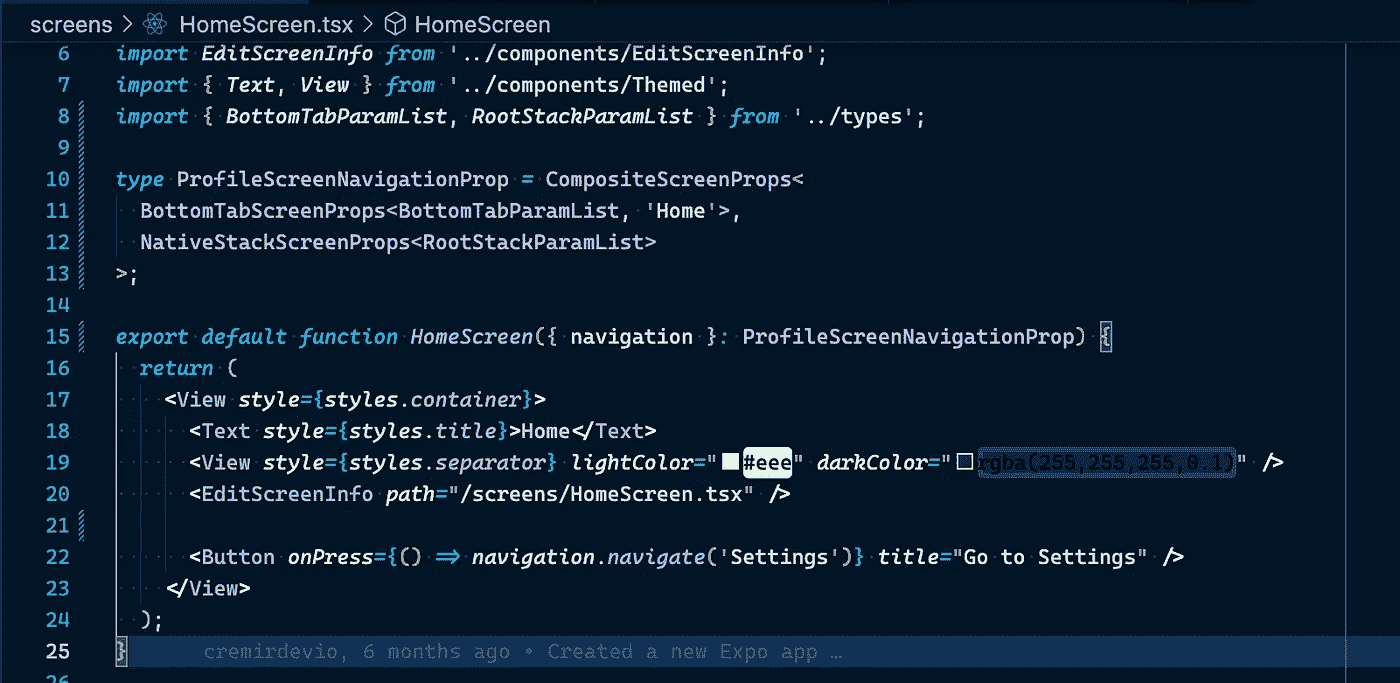 screens > HomeScreen.tsx > HomeScreen
6 import EditScreenInfo from '../components/EditScreenInfo';
7 import { Text, View } from '../components/Themed';
8 import { BottomTabParamList, RootStackParamList } from '../types';
9
10 type ProfileScreenNavigationProp = CompositeScreenProps<
11 BottomTabScreenProps<BottomTabParamList, 'Home'>,
12 NativeStackScreenProps<RootStackParamList>
13 >;
14
15 export default function HomeScreen({ navigation }: ProfileScreenNavigationProp) {
16 return (
17 <View style={styles.container}>
18 <Text style={styles.title}>Home</Text>
19 <View style={styles.separator} lightColor="#eee" darkColor="rgba(255,255,255,0.1)" />
20 <EditScreenInfo path="/screens/HomeScreen.tsx" />
21
22 <Button onPress={() => navigation.navigate('Settings')} title="Go to Settings" />
23 </View>
24 );
25 } cremirdevio, 6 months ago • Created a new Expo app …
26